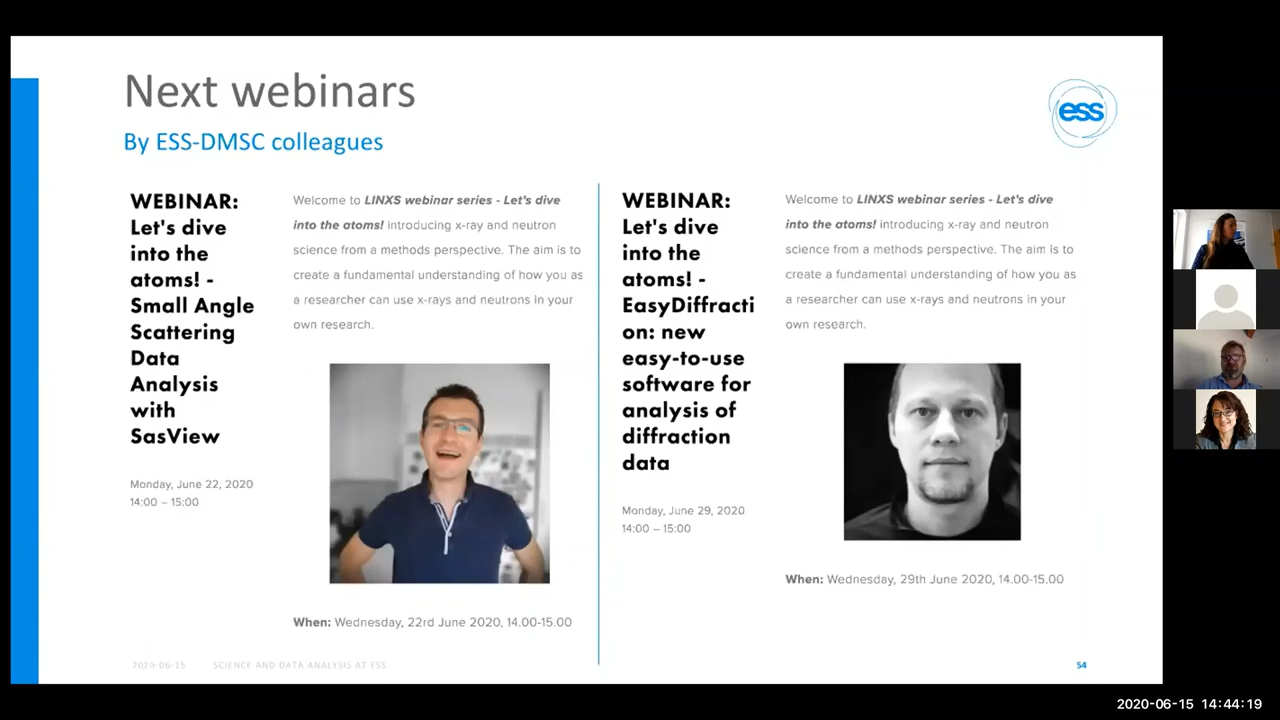 Next webinars
By ESS-DMSC colleagues
ess
WEBINAR:
Let's dive
into the
atoms! -
Small Angle
Scattering
Data
Analysis
with
SasView
Monday, June 22, 2020
14:00 – 15:00
Welcome to LINXS webinar series - Let's dive
into the atoms! introducing x-ray and neutron
science from a methods perspective. The aim is to
create a fundamental understanding of how you as
a researcher can use x-rays and neutrons in your
own research.
When: Wednesday, 22rd June 2020, 14.00-15.00
WEBINAR:
Let's dive
into the
atoms! -
EasyDiffracti
on: new
easy-to-use
software for
analysis of
diffraction
data
Monday, June 29, 2020
14:00 – 15:00
Welcome to LINXS webinar series - Let's dive
into the atoms! introducing x-ray and neutron
science from a methods perspective. The aim is to
create a fundamental understanding of how you as
a researcher can use x-rays and neutrons in your
own research.
When: Wednesday, 29th June 2020, 14.00-15.00
2020-06-15 SCIENCE AND DATA ANALYSIS AT ESS
54
2020-06-15 14:44:19